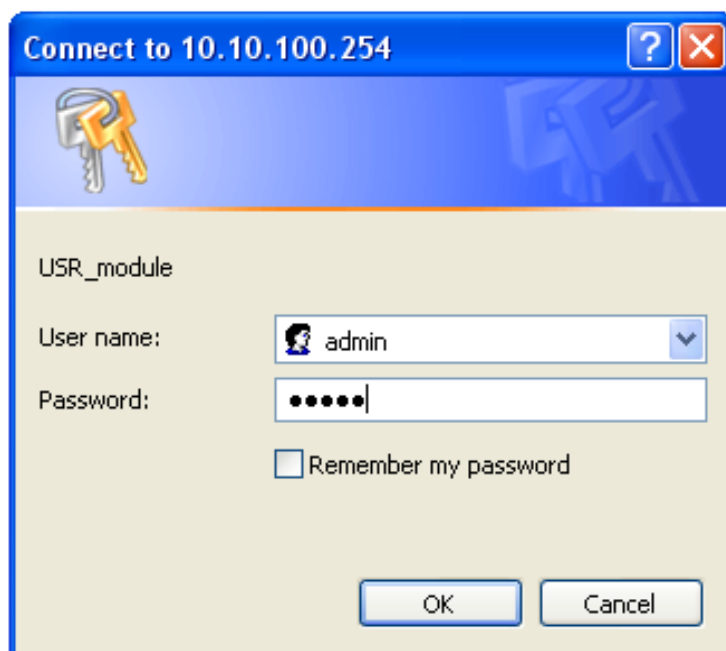 Connect to 10.10.100.254
USR_module
User name: admin
Password: •••••
Remember my password
OK Cancel